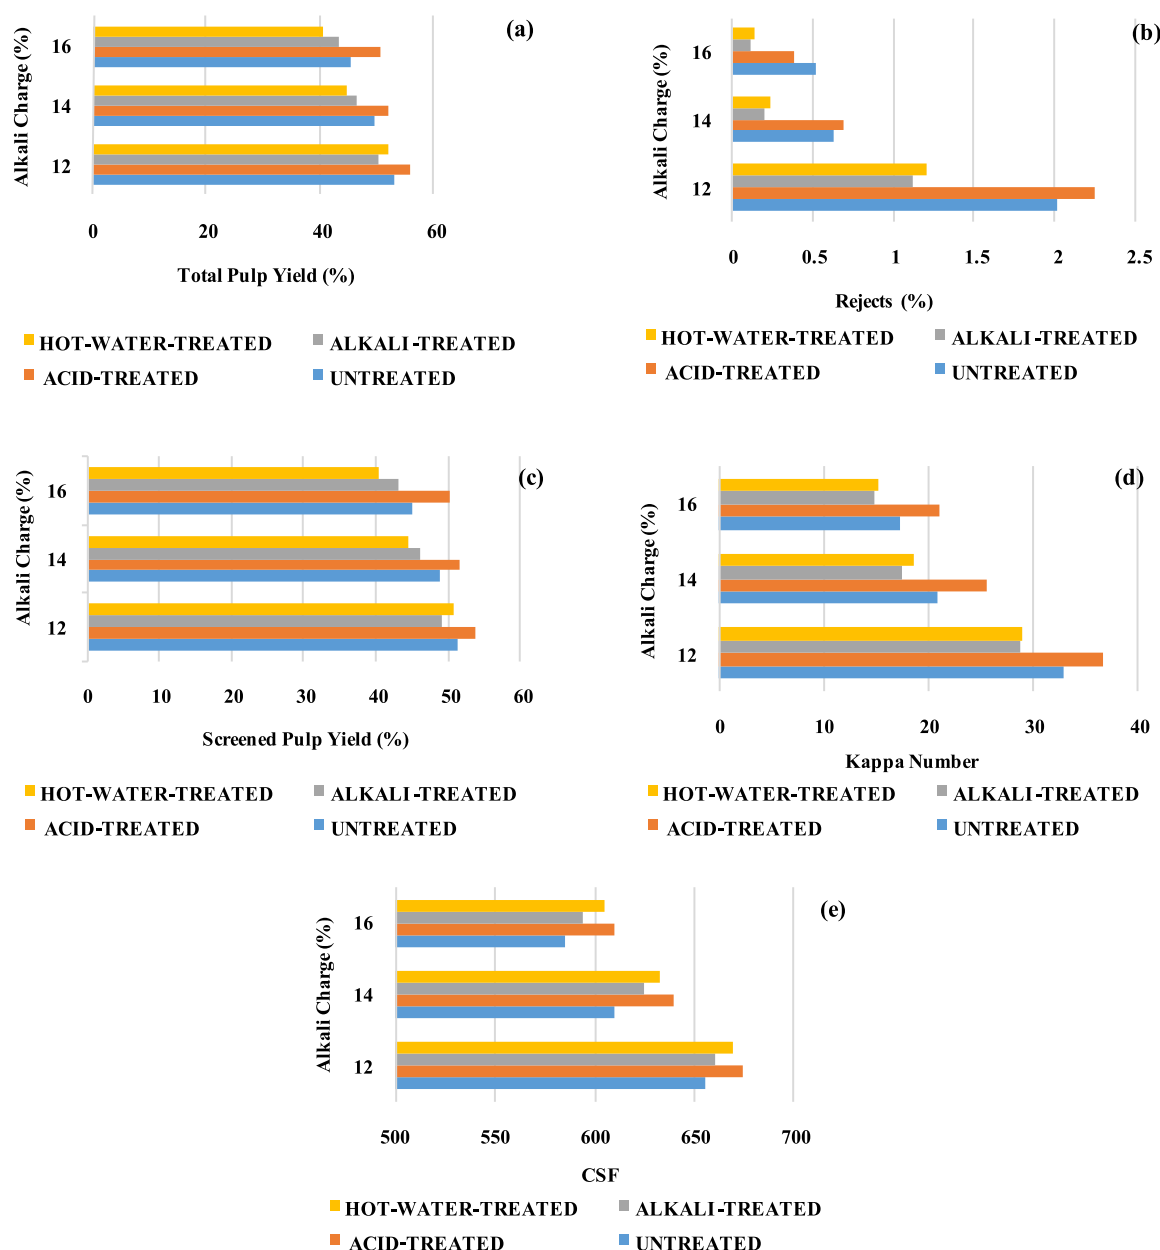 (a)
Alkali Charge (%)
16
14
12
0 20 40 60
Total Pulp Yield (%)
HOT-WATER-TREATED ALKALI-TREATED
ACID-TREATED UNTREATED
(b)
Alkali Charge (%)
16
14
12
0 0.5 1 1.5 2 2.5
Rejects (%)
HOT-WATER-TREATED ALKALI-TREATED
ACID-TREATED UNTREATED
(c)
Alkali Charge (%)
16
14
12
0 10 20 30 40 50 60
Screened Pulp Yield (%)
HOT-WATER-TREATED ALKALI-TREATED
ACID-TREATED UNTREATED
(d)
Alkali Charge (%)
16
14
12
0 10 20 30 40
Kappa Number
HOT-WATER-TREATED ALKALI-TREATED
ACID-TREATED UNTREATED
(e)
Alkali Charge (%)
16
14
12
500 550 600 650 700
CSF
HOT-WATER-TREATED ALKALI-TREATED
ACID-TREATED UNTREATED